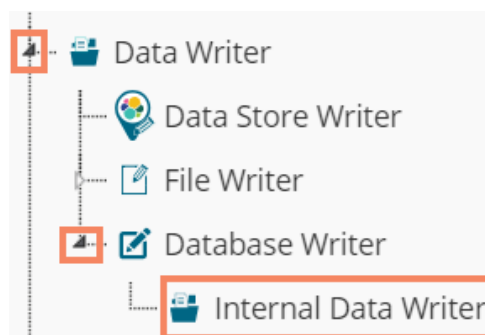 Data Writer
Data Store Writer
File Writer
Database Writer
Internal Data Writer